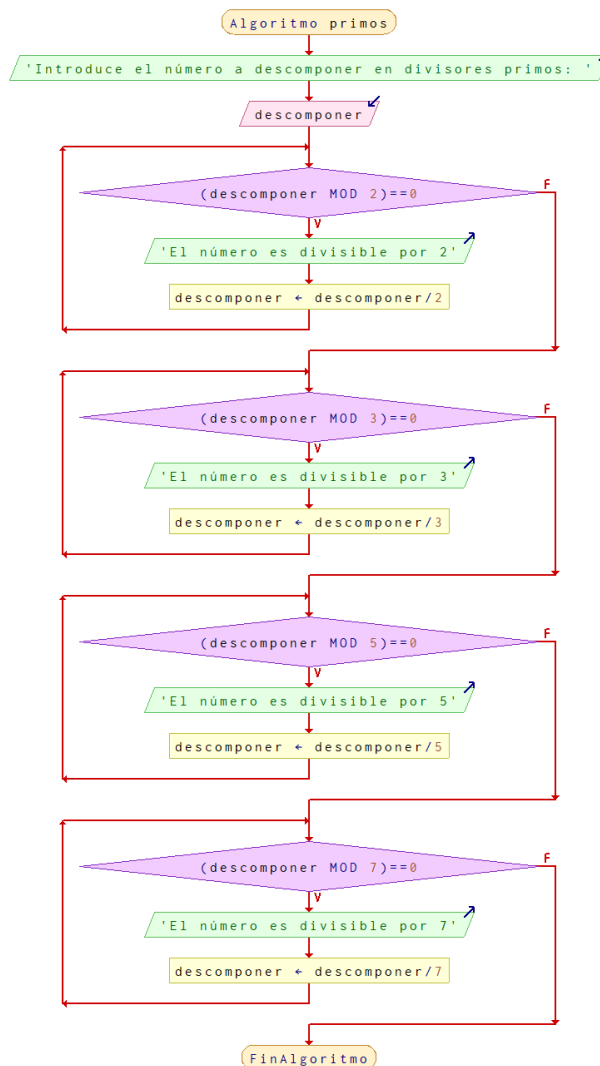 Algoritmo primos
'Introduce el número a descomponer en divisores primos: '
descomponer
(descomponer MOD 2)==0
F
V
'El número es divisible por 2'
descomponer ← descomponer/2
(descomponer MOD 3)==0
F
V
'El número es divisible por 3'
descomponer ← descomponer/3
(descomponer MOD 5)==0
F
V
'El número es divisible por 5'
descomponer ← descomponer/5
(descomponer MOD 7)==0
F
V
'El número es divisible por 7'
descomponer ← descomponer/7
FinAlgoritmo